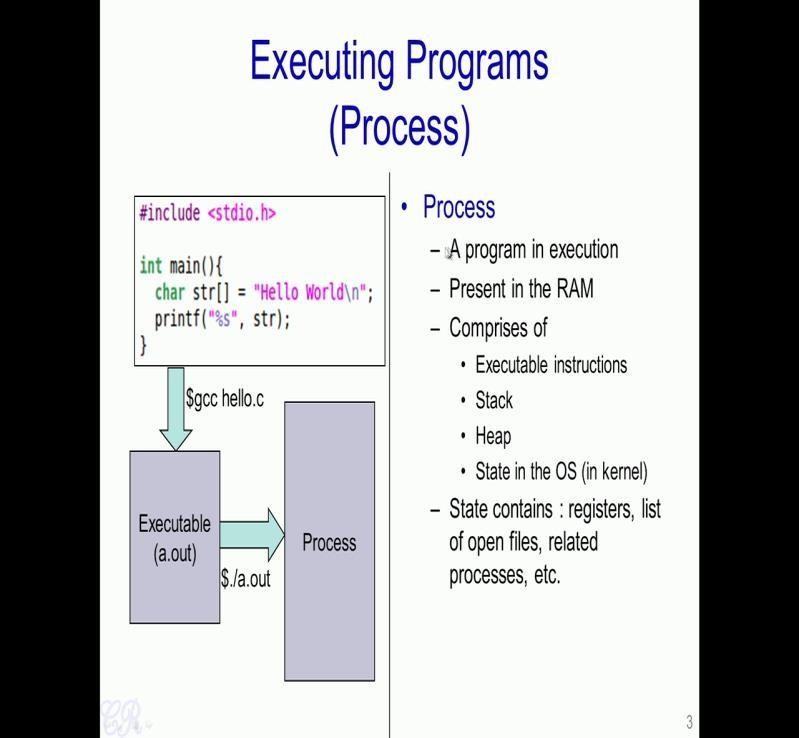 Executing Programs
(Process)
#include <stdio.h>
int main(){
char str[] = "Hello World\n";
printf("%s", str);
}
$gcc hello.c
Executable
(a.out)
$./a.out
Process
• Process
– A program in execution
– Present in the RAM
– Comprises of
• Executable instructions
• Stack
• Heap
• State in the OS (in kernel)
– State contains : registers, list
of open files, related
processes, etc.
CR
3